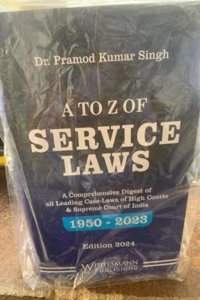 Dr. Pramod Kumar Singh
A TO Z OF
SERVICE
LAWS
A Comprehensive Digest of
all Leading Case-Laws of High Courts
& Supreme Court of India
1950 - 2023
Edition 2024
WHITESMANN
PUBLISHING